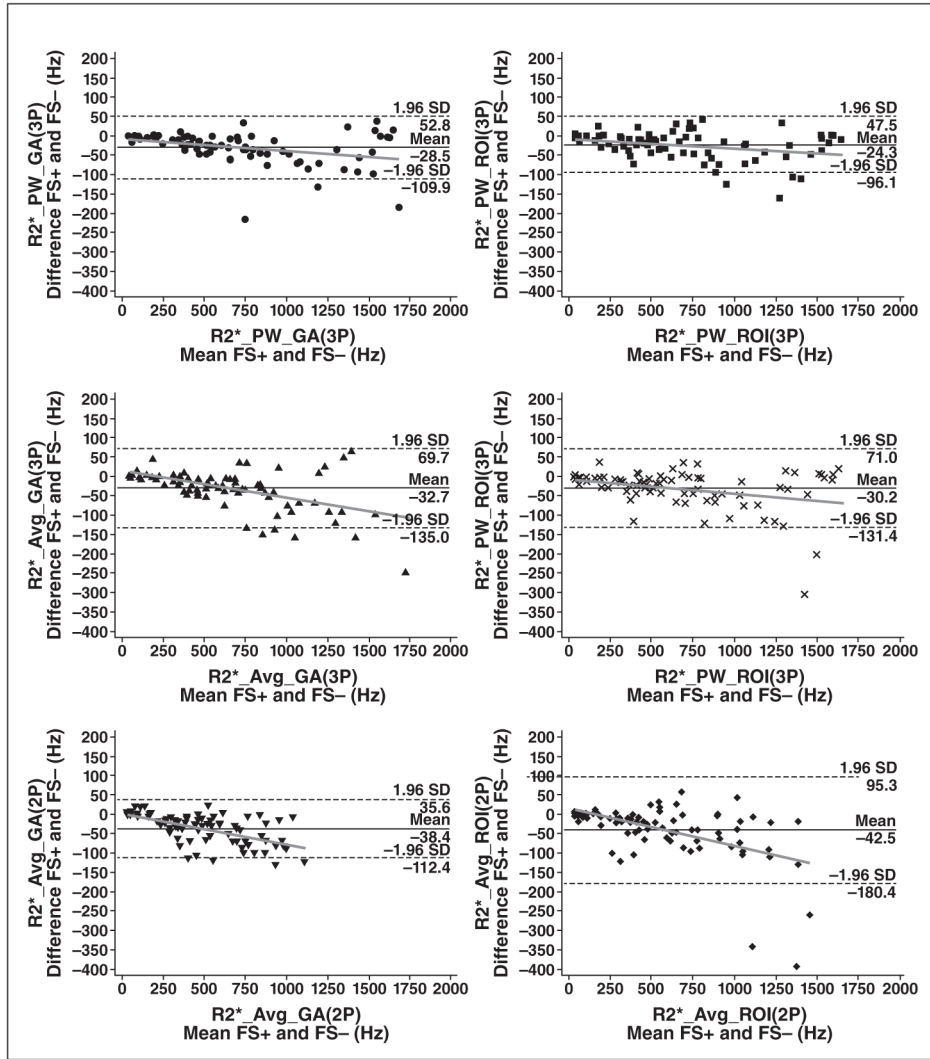 R2*_PW_GA(3P)
Difference FS+ and FS– (Hz)
200
150
100
50
0
–50
–100
–150
–200
–250
–300
–350
–400
1.96 SD
52.8
Mean
–28.5
–1.96 SD
–109.9
0 250 500 750 1000 1250 1500 1750 2000
R2*_PW_GA(3P)
Mean FS+ and FS– (Hz)
R2*_PW_ROI(3P)
Difference FS+ and FS– (Hz)
200
150
100
50
0
–50
–100
–150
–200
–250
–300
–350
–400
1.96 SD
47.5
Mean
–24.3
–1.96 SD
–96.1
0 250 500 750 1000 1250 1500 1750 2000
R2*_PW_ROI(3P)
Mean FS+ and FS– (Hz)
R2*_Avg_GA(3P)
Difference FS+ and FS– (Hz)
200
150
100
50
0
–50
–100
–150
–200
–250
–300
–350
–400
1.96 SD
69.7
Mean
–32.7
–1.96 SD
–135.0
0 250 500 750 1000 1250 1500 1750 2000
R2*_Avg_GA(3P)
Mean FS+ and FS– (Hz)
R2*_PW_ROI(3P)
Difference FS+ and FS– (Hz)
200
150
100
50
0
–50
–100
–150
–200
–250
–300
–350
–400
1.96 SD
71.0
Mean
–30.2
–1.96 SD
–131.4
0 250 500 750 1000 1250 1500 1750 2000
R2*_PW_ROI(3P)
Mean FS+ and FS– (Hz)
R2*_Avg_GA(2P)
Difference FS+ and FS– (Hz)
200
150
100
50
0
–50
–100
–150
–200
–250
–300
–350
–400
1.96 SD
35.6
Mean
–38.4
–1.96 SD
–112.4
0 250 500 750 1000 1250 1500 1750 2000
R2*_Avg_GA(2P)
Mean FS+ and FS– (Hz)
R2*_Avg_ROI(2P)
Difference FS+ and FS– (Hz)
200
150
100
50
0
–50
–100
–150
–200
–250
–300
–350
–400
1.96 SD
95.3
Mean
–42.5
–1.96 SD
–180.4
0 250 500 750 1000 1250 1500 1750 2000
R2*_Avg_ROI(2P)
Mean FS+ and FS– (Hz)